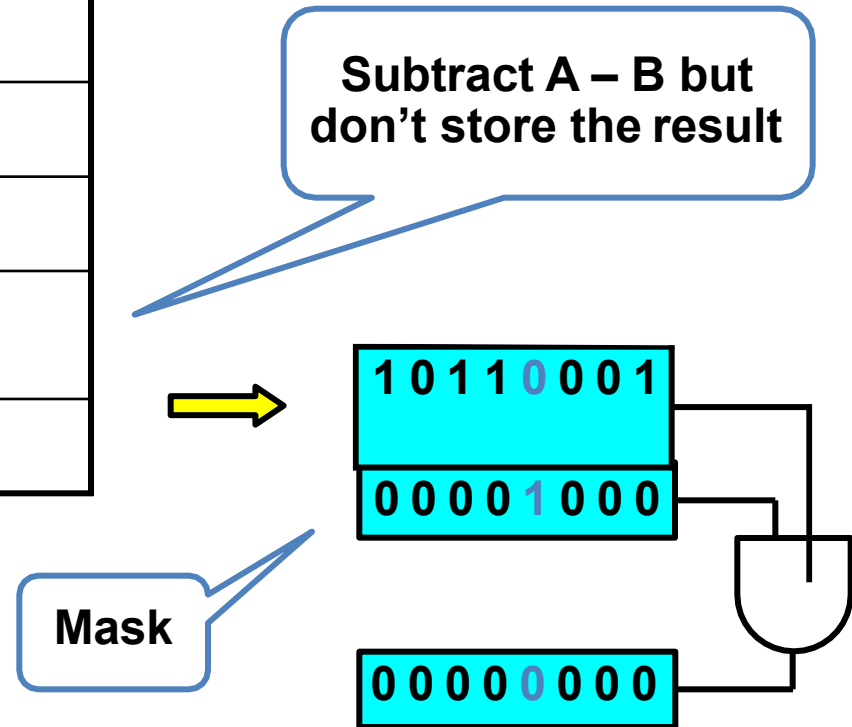 Subtract A – B but
don't store the result
1 0 1 1 0 0 0 1
0 0 0 0 1 0 0 0
Mask
0 0 0 0 0 0 0 0